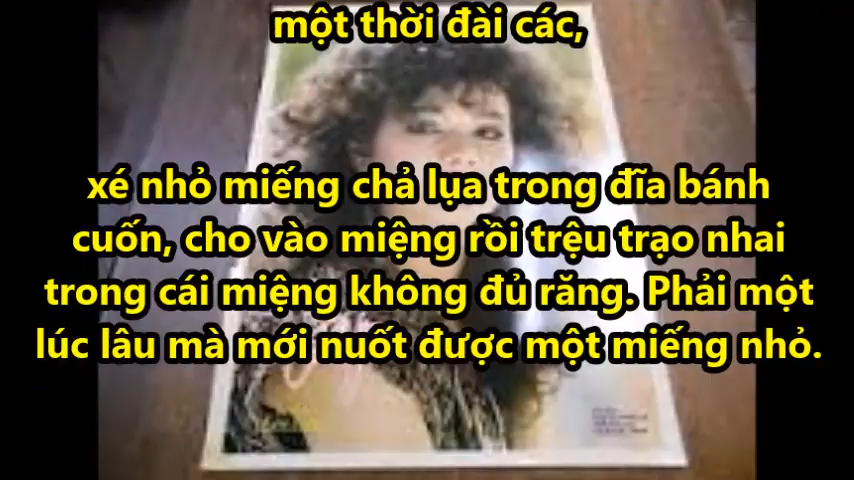 một thời đài các,
xé nhỏ miếng chả lụa trong đĩa bánh
cuốn, cho vào miệng rồi trệu trạo nhai
trong cái miệng không đủ răng. Phải một
lúc lâu mà mới nuốt được một miếng nhỏ.